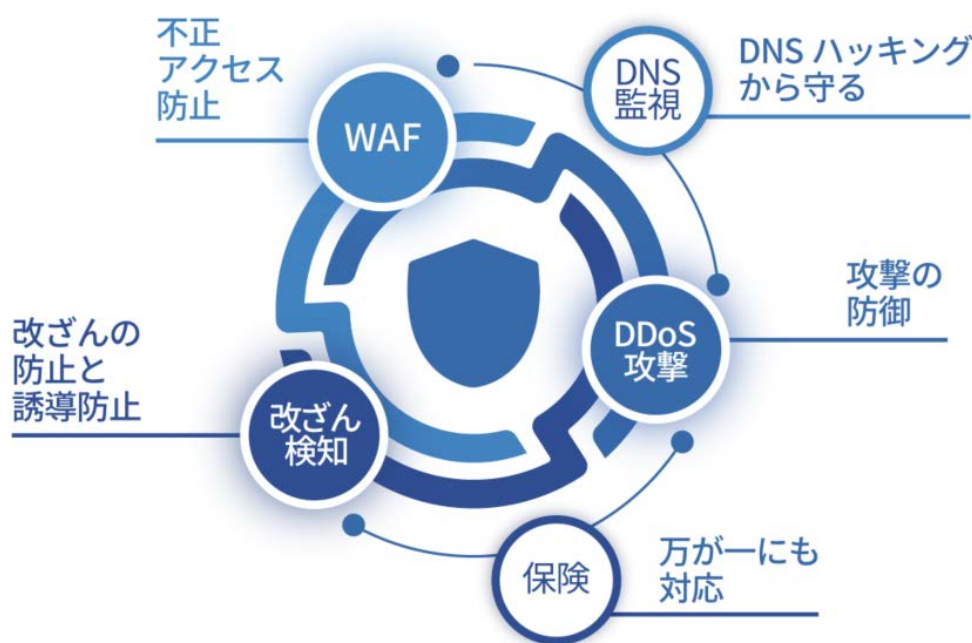 不正
アクセス
防止
WAF
DNS
監視
DNS ハッキング
から守る
攻撃の
防御
DDoS
攻撃
改ざんの
防止と
誘導防止
改ざん
検知
保険
万が一にも
対応